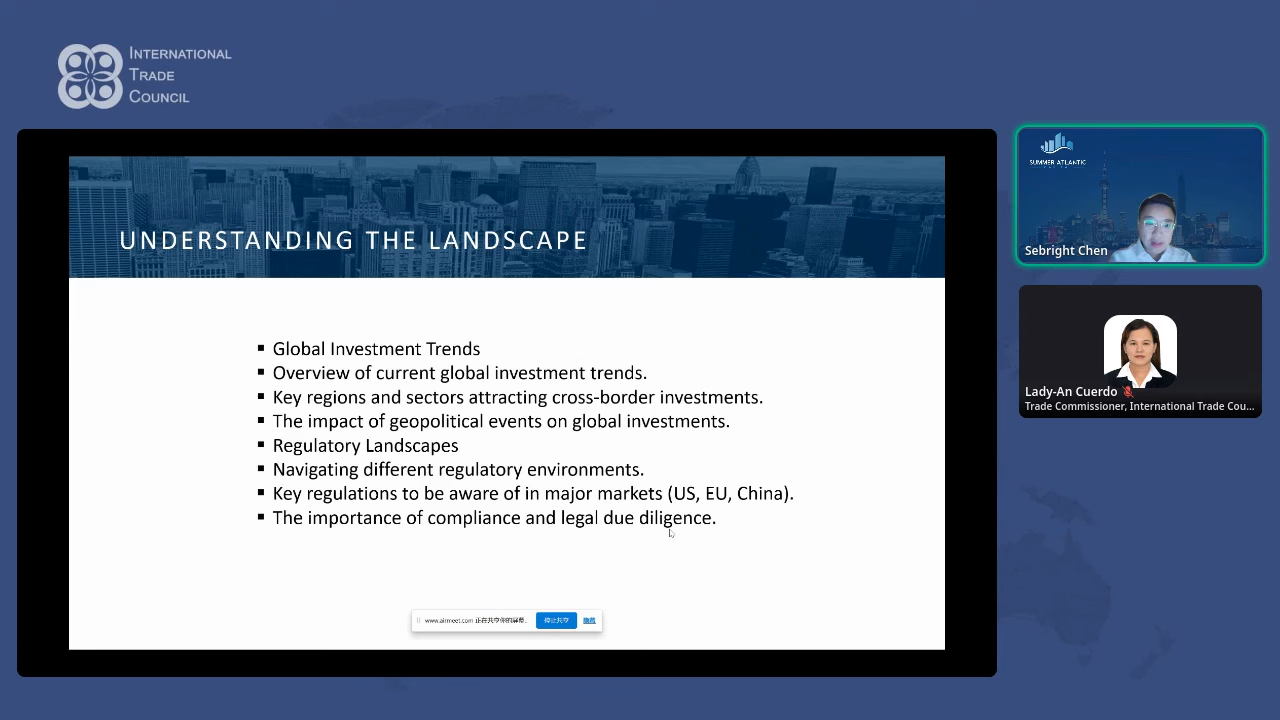 INTERNATIONAL
TRADE
COUNCIL
UNDERSTANDING THE LANDSCAPE
▪ Global Investment Trends
▪ Overview of current global investment trends.
▪ Key regions and sectors attracting cross-border investments.
▪ The impact of geopolitical events on global investments.
▪ Regulatory Landscapes
▪ Navigating different regulatory environments.
▪ Key regulations to be aware of in major markets (US, EU, China).
▪ The importance of compliance and legal due diligence.
www.airmeet.com 正在共享你的屏幕。 停止共享 隐藏
SUMMER ATLANTIC
Sebright Chen
Lady-An Cuerdo
Trade Commissioner, International Trade Cou...